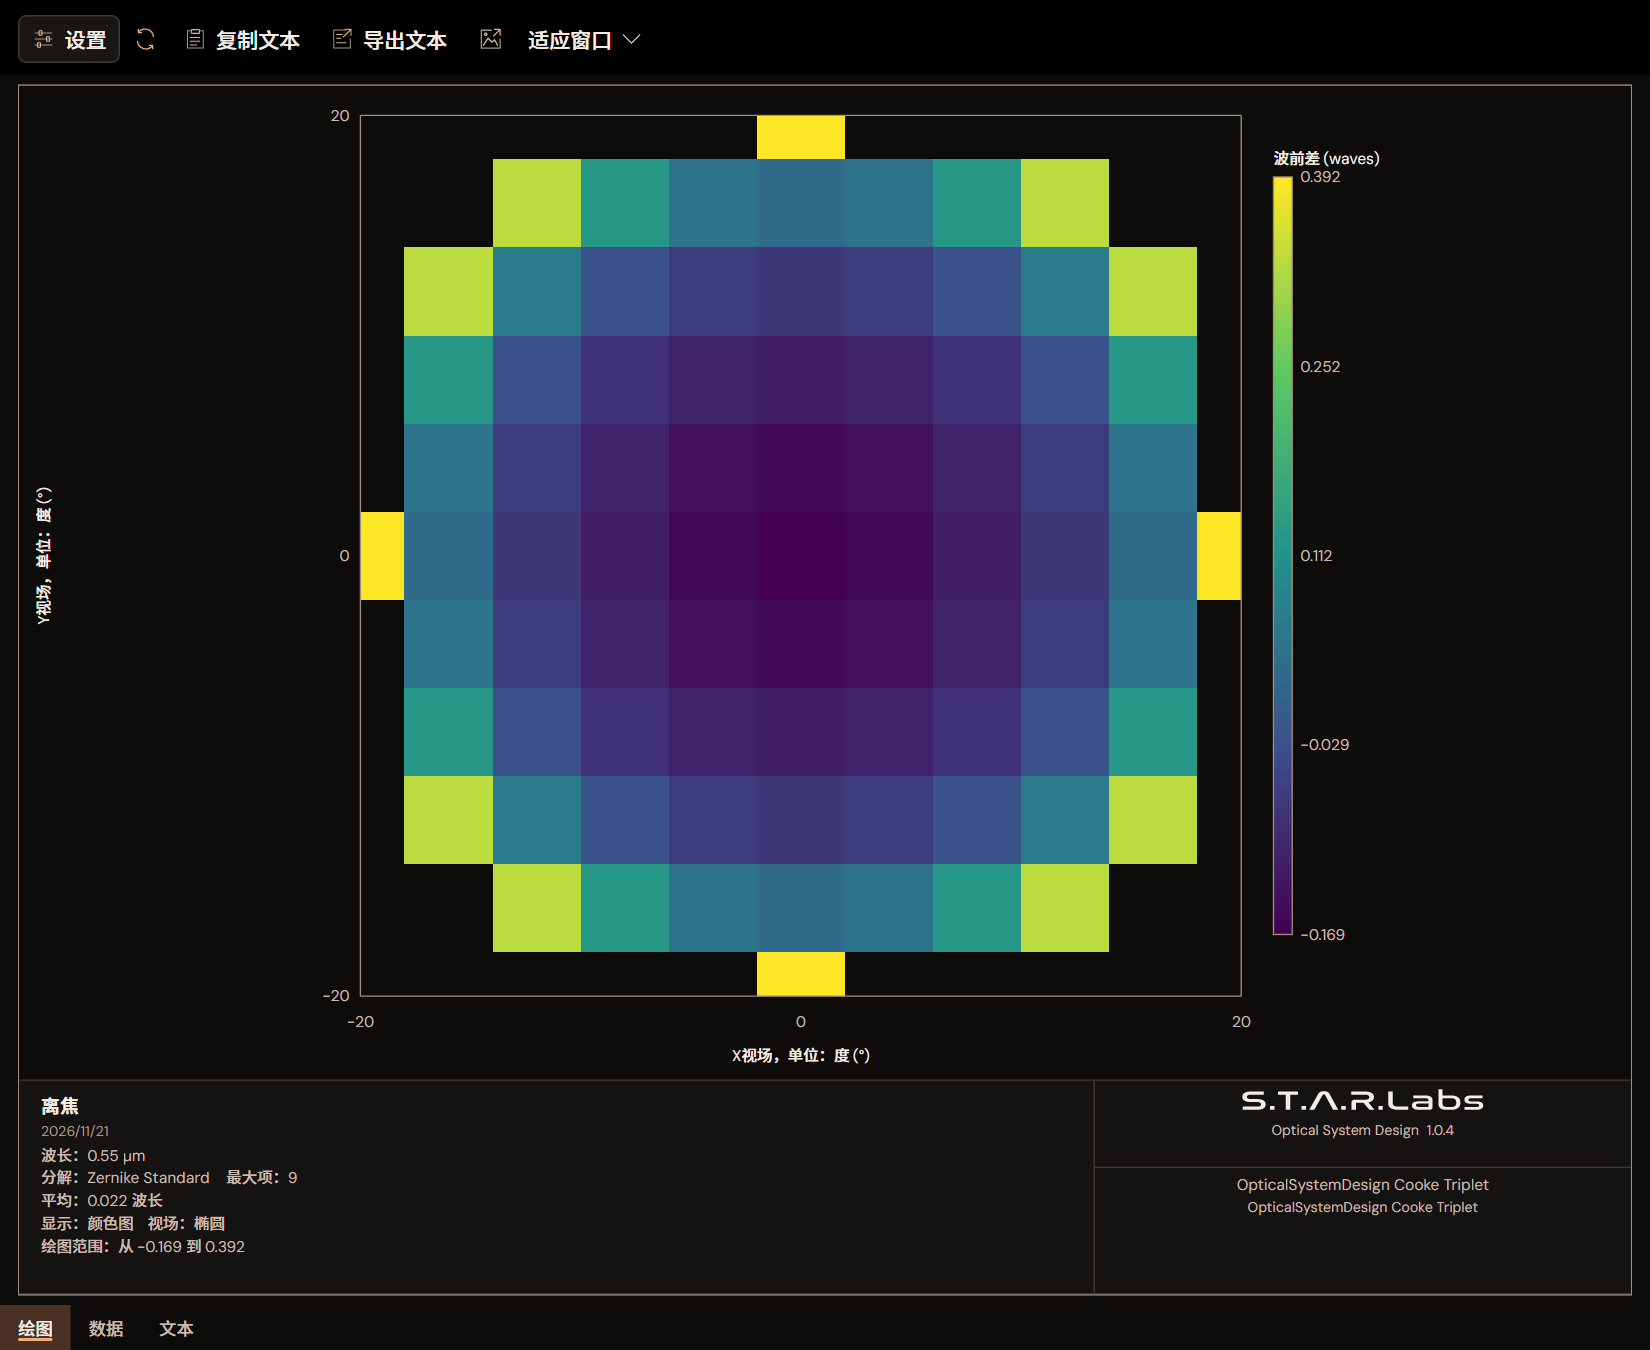 设置 复制文本 导出文本 适应窗口
20
波前差 (waves)
0.392
0.252
Y视场，单位：度 (°)
0
0.112
-0.029
-0.169
-20
-20 0 20
X视场，单位：度 (°)
离焦
2026/11/21
波长：0.55 µm
分解：Zernike Standard 最大项：9
平均：0.022 波长
显示：颜色图 视场：椭圆
绘图范围：从 -0.169 到 0.392
S.T.A.R.Labs
Optical System Design 1.0.4
OpticalSystemDesign Cooke Triplet
OpticalSystemDesign Cooke Triplet
绘图 数据 文本